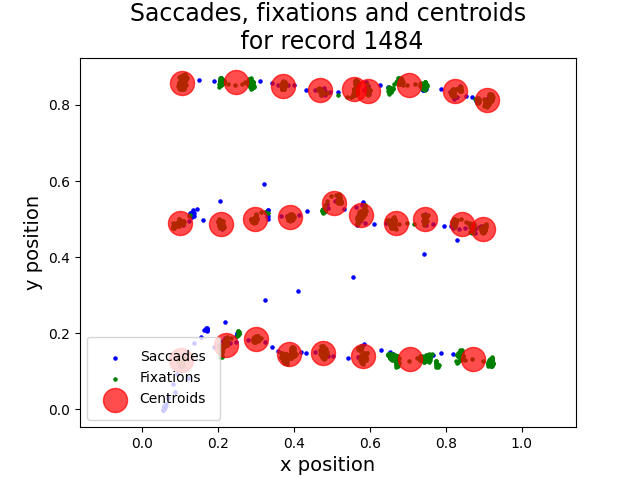 Saccades, fixations and centroids
for record 1484
y position
0.8
0.6
0.4
0.2
0.0
Saccades
Fixations
Centroids
0.0 0.2 0.4 0.6 0.8 1.0
x position